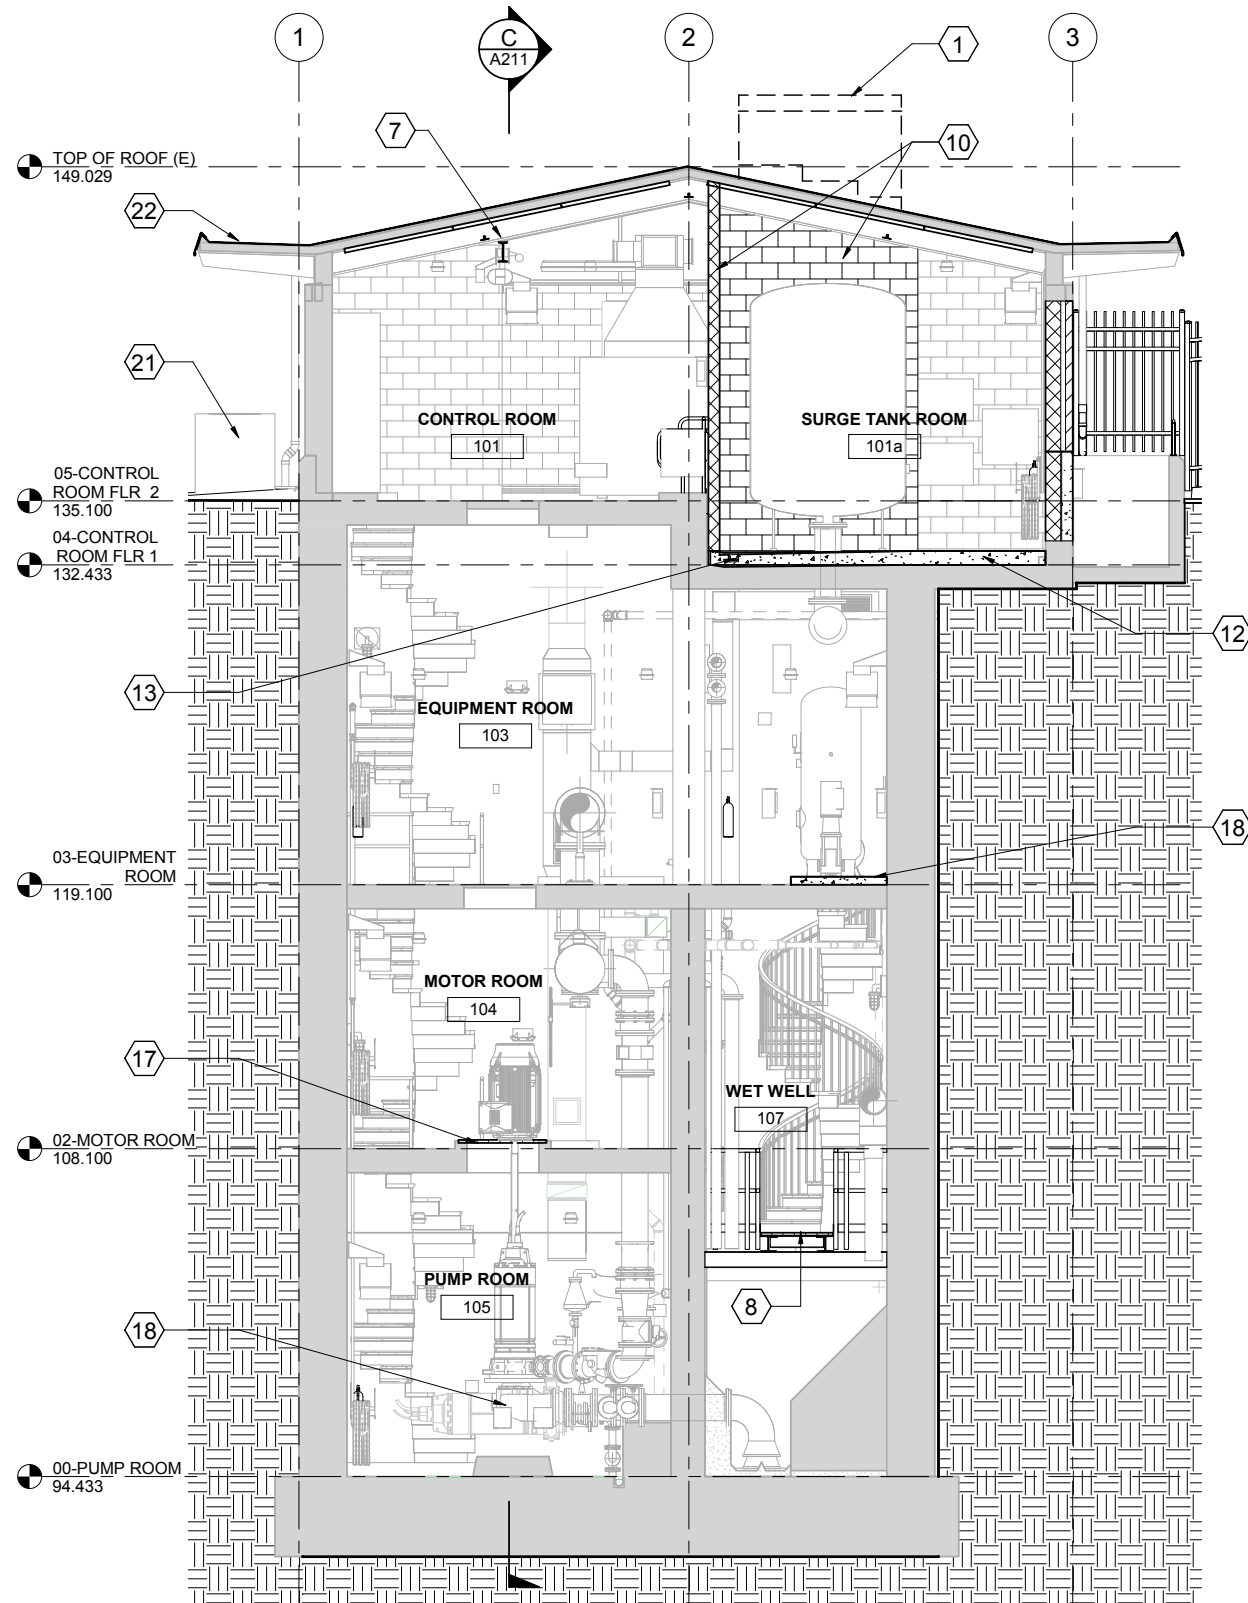 1
C
A211
2
3
1
7
10
TOP OF ROOF (E)
149.029
22
21
CONTROL ROOM
101
SURGE TANK ROOM
101a
05-CONTROL
ROOM FLR 2
135.100
04-CONTROL
ROOM FLR 1
132.433
12
13
EQUIPMENT ROOM
103
18
03-EQUIPMENT
ROOM
119.100
MOTOR ROOM
104
17
WET WELL
107
02-MOTOR ROOM
108.100
PUMP ROOM
105
8
18
00-PUMP ROOM
94.433